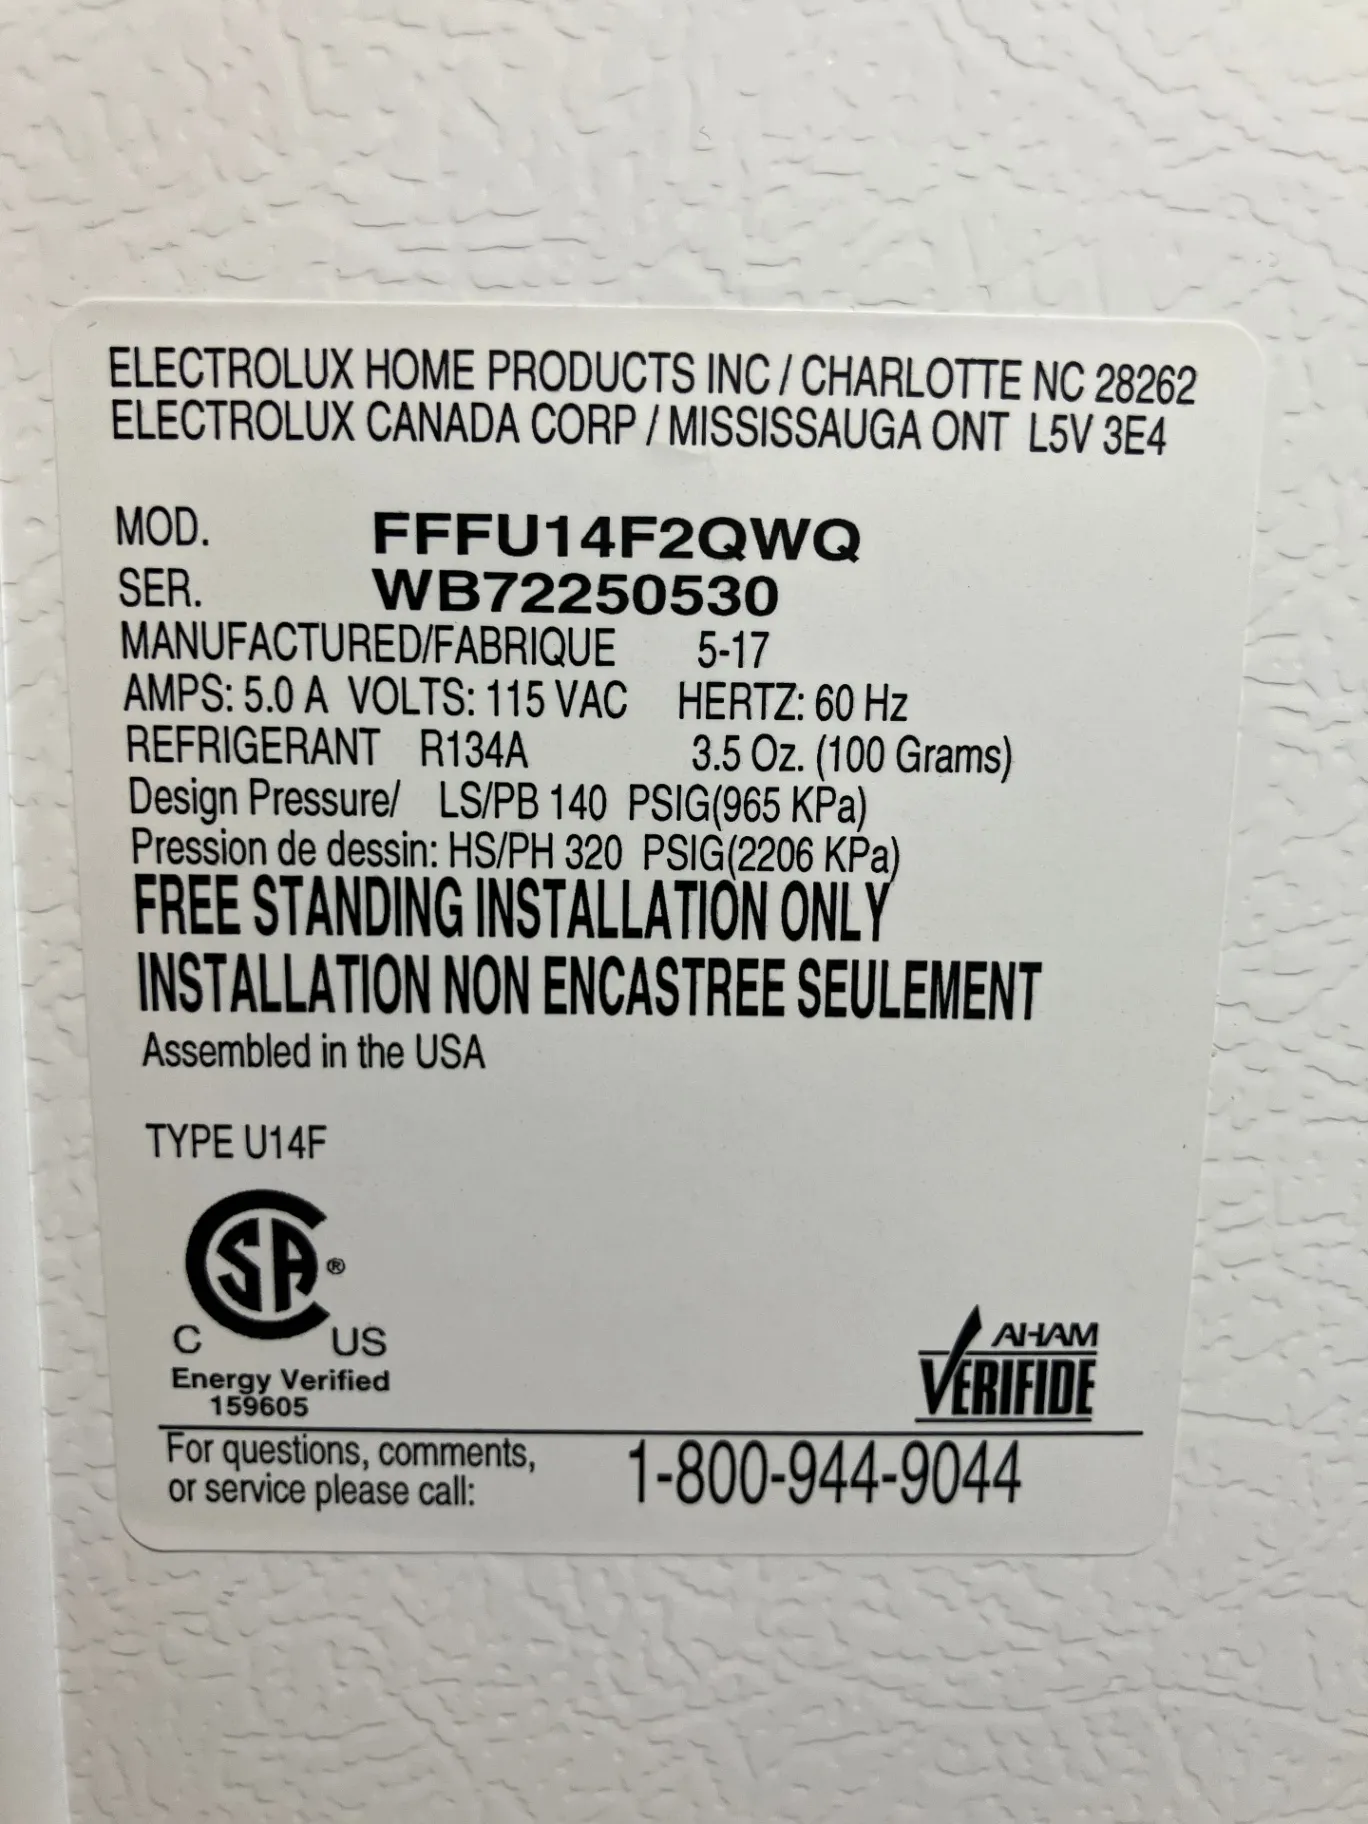 ELECTROLUX HOME PRODUCTS INC / CHARLOTTE NC 28262
ELECTROLUX CANADA CORP / MISSISSAUGA ONT L5V 3E4
MOD. FFFU14F2QWQ
SER. WB72250530
MANUFACTURED/FABRIQUE 5-17
AMPS: 5.0 A VOLTS: 115 VAC HERTZ: 60 Hz
REFRIGERANT R134A 3.5 Oz. (100 Grams)
Design Pressure/ LS/PB 140 PSIG(965 KPa)
Pression de dessin: HS/PH 320 PSIG(2206 KPa)
FREE STANDING INSTALLATION ONLY
INSTALLATION NON ENCASTREE SEULEMENT
Assembled in the USA
TYPE U14F
CSA ®
C US
Energy Verified
159605
AHAM
VERIFIDE
For questions, comments,
or service please call: 1-800-944-9044